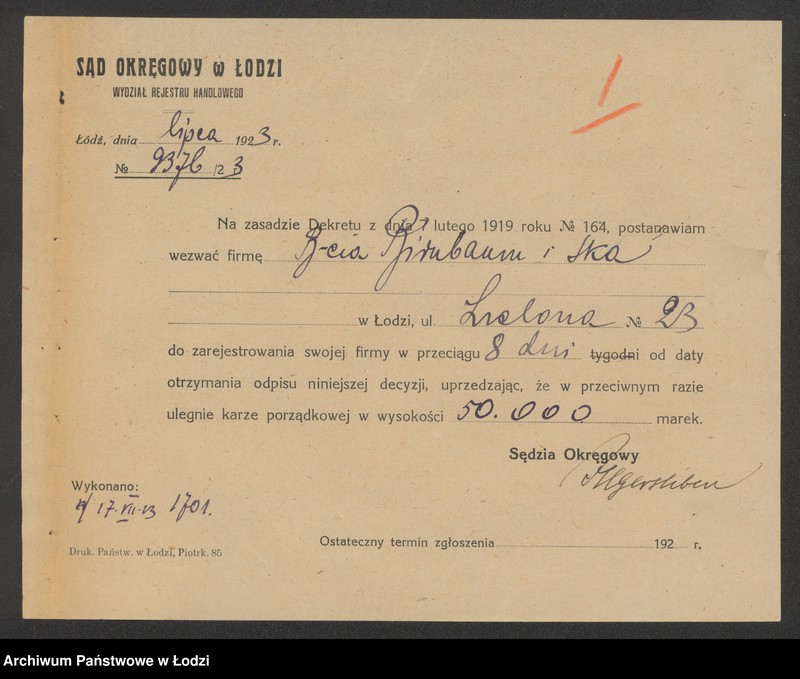 SĄD OKRĘGOWY W ŁODZI
WYDZIAŁ REJESTRU HANDLOWEGO
Łódź, dnia lipca 1923 r.
№ 9376/23
Na zasadzie Dekretu z dnia 7 lutego 1919 roku № 164, postanawiam
wezwać firmę B-cia Birnbaum i Ska
w Łodzi, ul. Zielona № 23
do zarejestrowania swojej firmy w przeciągu 8 dni tygodni od daty
otrzymania odpisu niniejszej decyzji, uprzedzając, że w przeciwnym razie
ulegnie karze porządkowej w wysokości 50.000 marek.
Sędzia Okręgowy
Wykonano:
17.VII.23 1701.
Druk. Państw. w Łodzi, Piotrk. 85
Ostateczny termin zgłoszenia 192 r.
Archiwum Państwowe w Łodzi